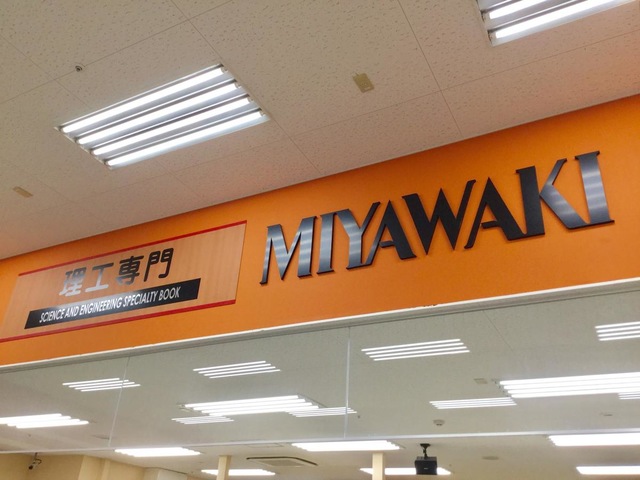 理工専門
SCIENCE AND ENGINEERING SPECIALTY BOOK
MIYAWAKI